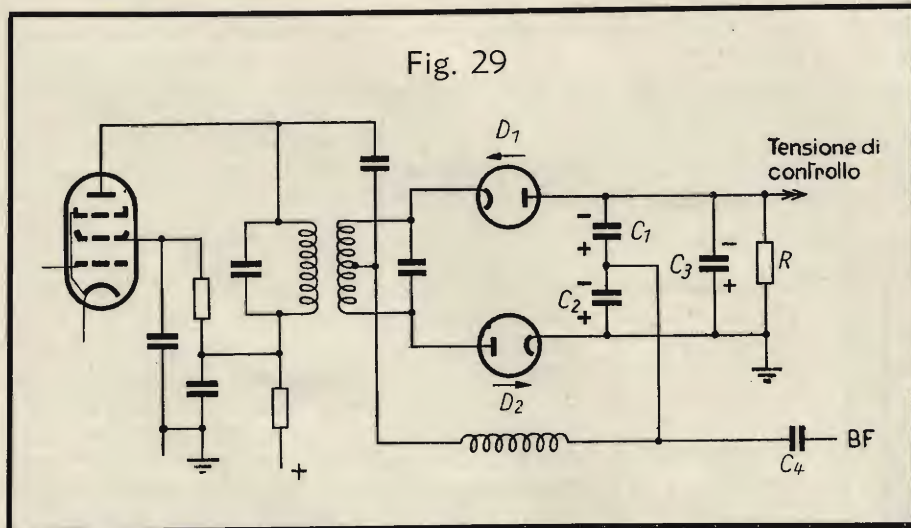 Fig. 29
D1
Tensione di
controllo
−
+
C1
−
+
C2
−
+
C3
R
D2
+
C4
BF